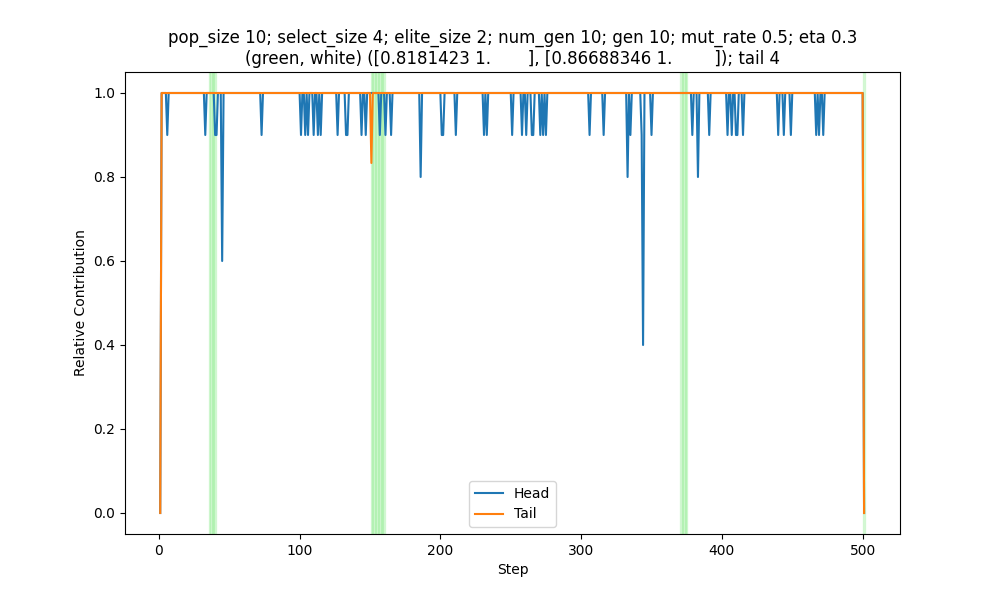 pop_size 10; select_size 4; elite_size 2; num_gen 10; gen 10; mut_rate 0.5; eta 0.3
(green, white) ([0.8181423 1.       ], [0.86688346 1.        ]); tail 4
1.0
0.8
0.6
0.4
0.2
0.0
Relative Contribution
Head
Tail
0
100
200
300
400
500
Step